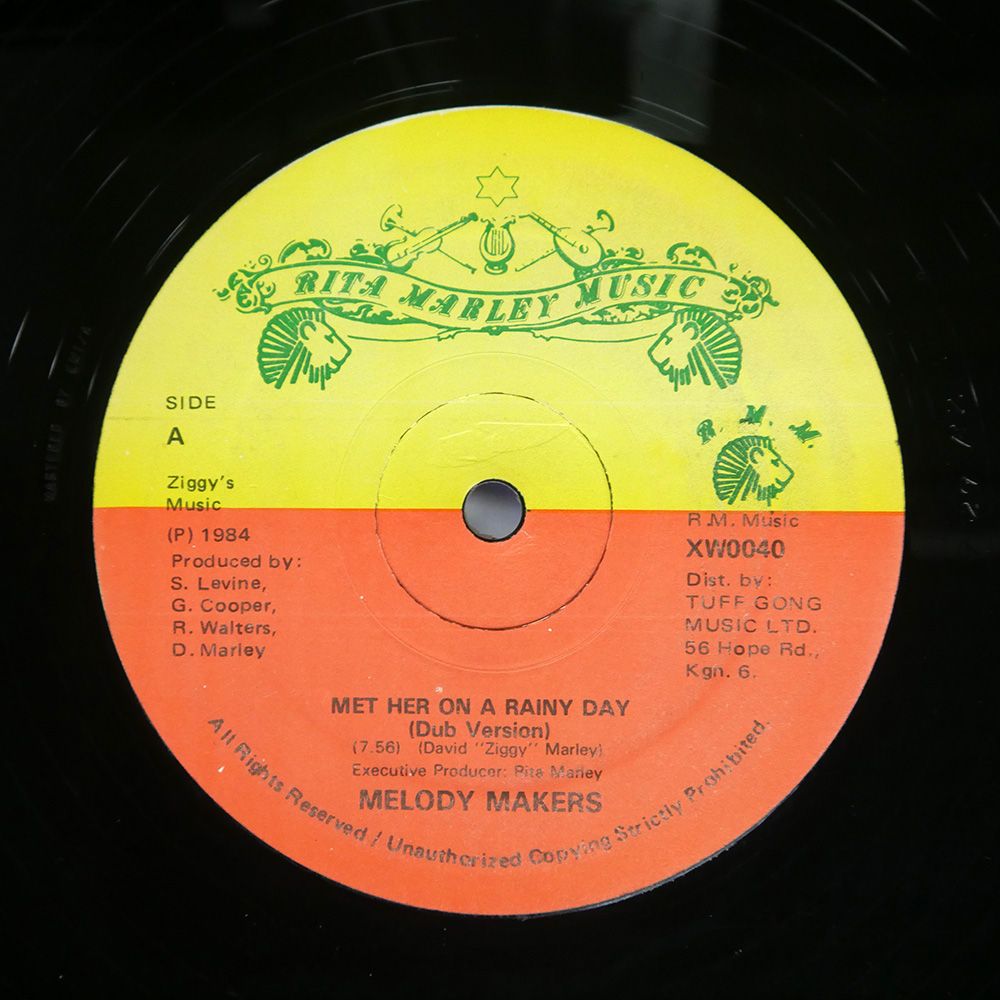 RITA MARLEY MUSIC
SIDE
A
R. M. M.
Ziggy's
Music
(P) 1984
Produced by:
S. Levine,
G. Cooper,
R. Walters,
D. Marley
R.M. Music
XW0040
Dist. by:
TUFF GONG
MUSIC LTD.
56 Hope Rd.,
Kgn. 6.
MET HER ON A RAINY DAY
(Dub Version)
(7.56) (David "Ziggy" Marley)
Executive Producer: Rita Marley
MELODY MAKERS
All Rights Reserved / Unauthorized Copying Strictly Prohibited.
MASTERED BY